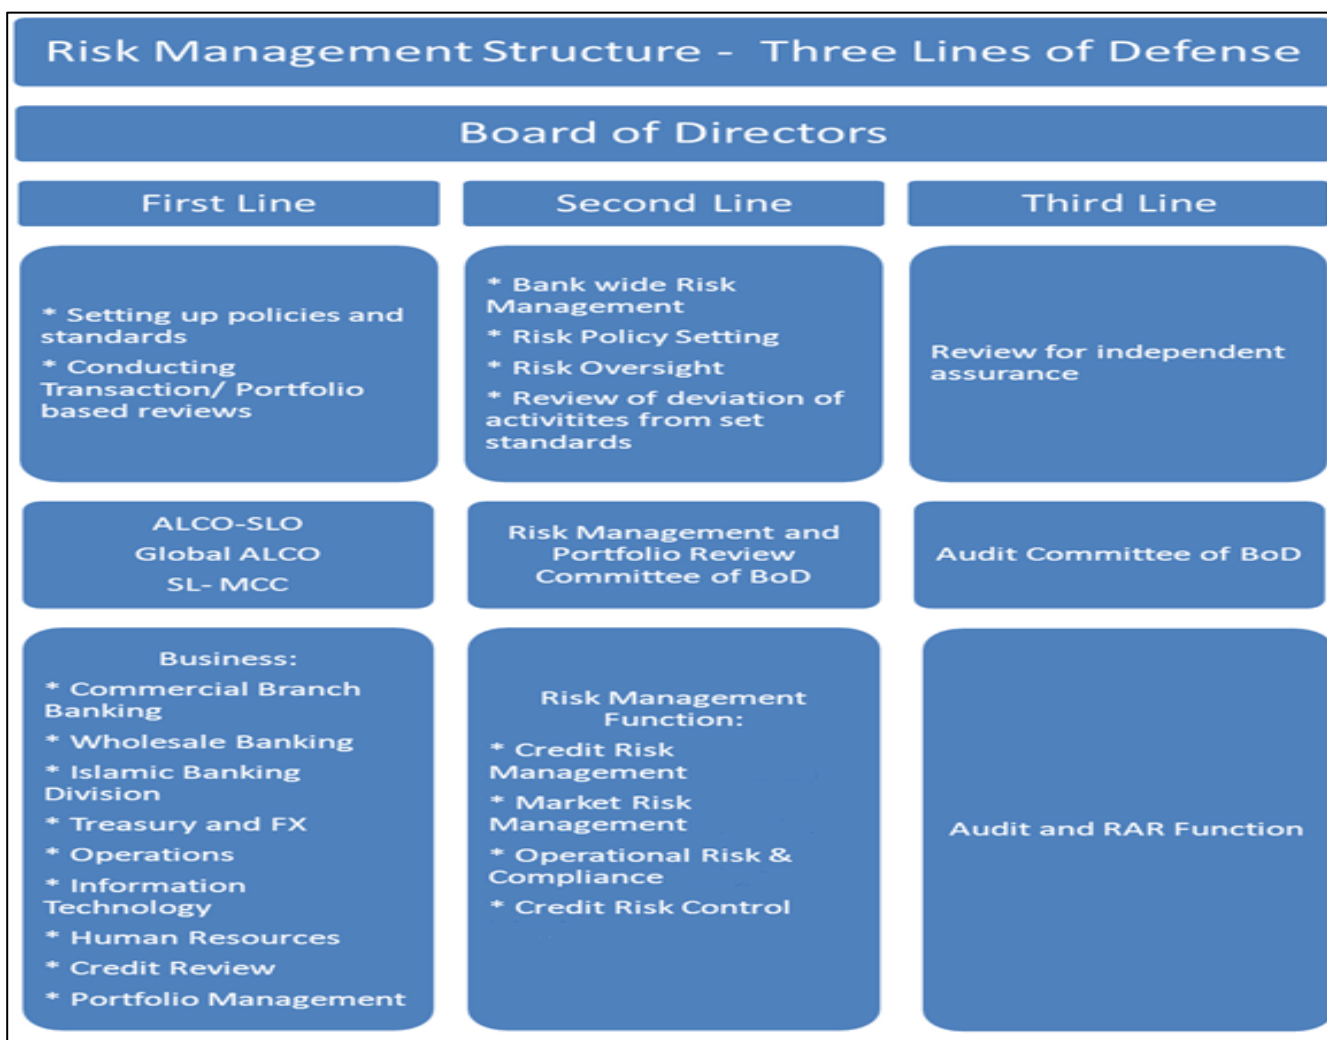 Risk Management Structure - Three Lines of Defense
Board of Directors
First Line
* Setting up policies and
standards
* Conducting
Transaction/ Portfolio
based reviews
ALCO-SLO
Global ALCO
SL- MCC
Business:
* Commercial Branch
Banking
* Wholesale Banking
* Islamic Banking
Division
* Treasury and FX
* Operations
* Information
Technology
* Human Resources
* Credit Review
* Portfolio Management
Second Line
* Bank wide Risk
Management
* Risk Policy Setting
* Risk Oversight
* Review of deviation of
activitites from set
standards
Risk Management and
Portfolio Review
Committee of BoD
Risk Management
Function:
* Credit Risk
Management
* Market Risk
Management
* Operational Risk &
Compliance
* Credit Risk Control
Third Line
Review for independent
assurance
Audit Committee of BoD
Audit and RAR Function